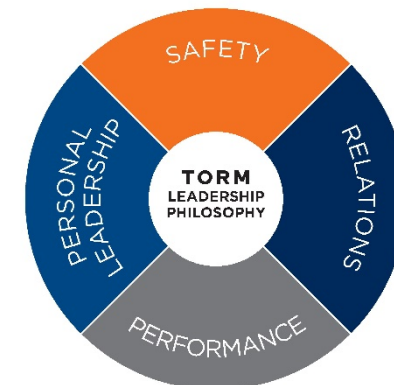 SAFETY
PERSONAL
LEADERSHIP
TORM
LEADERSHIP
PHILOSOPHY
RELATIONS
PERFORMANCE